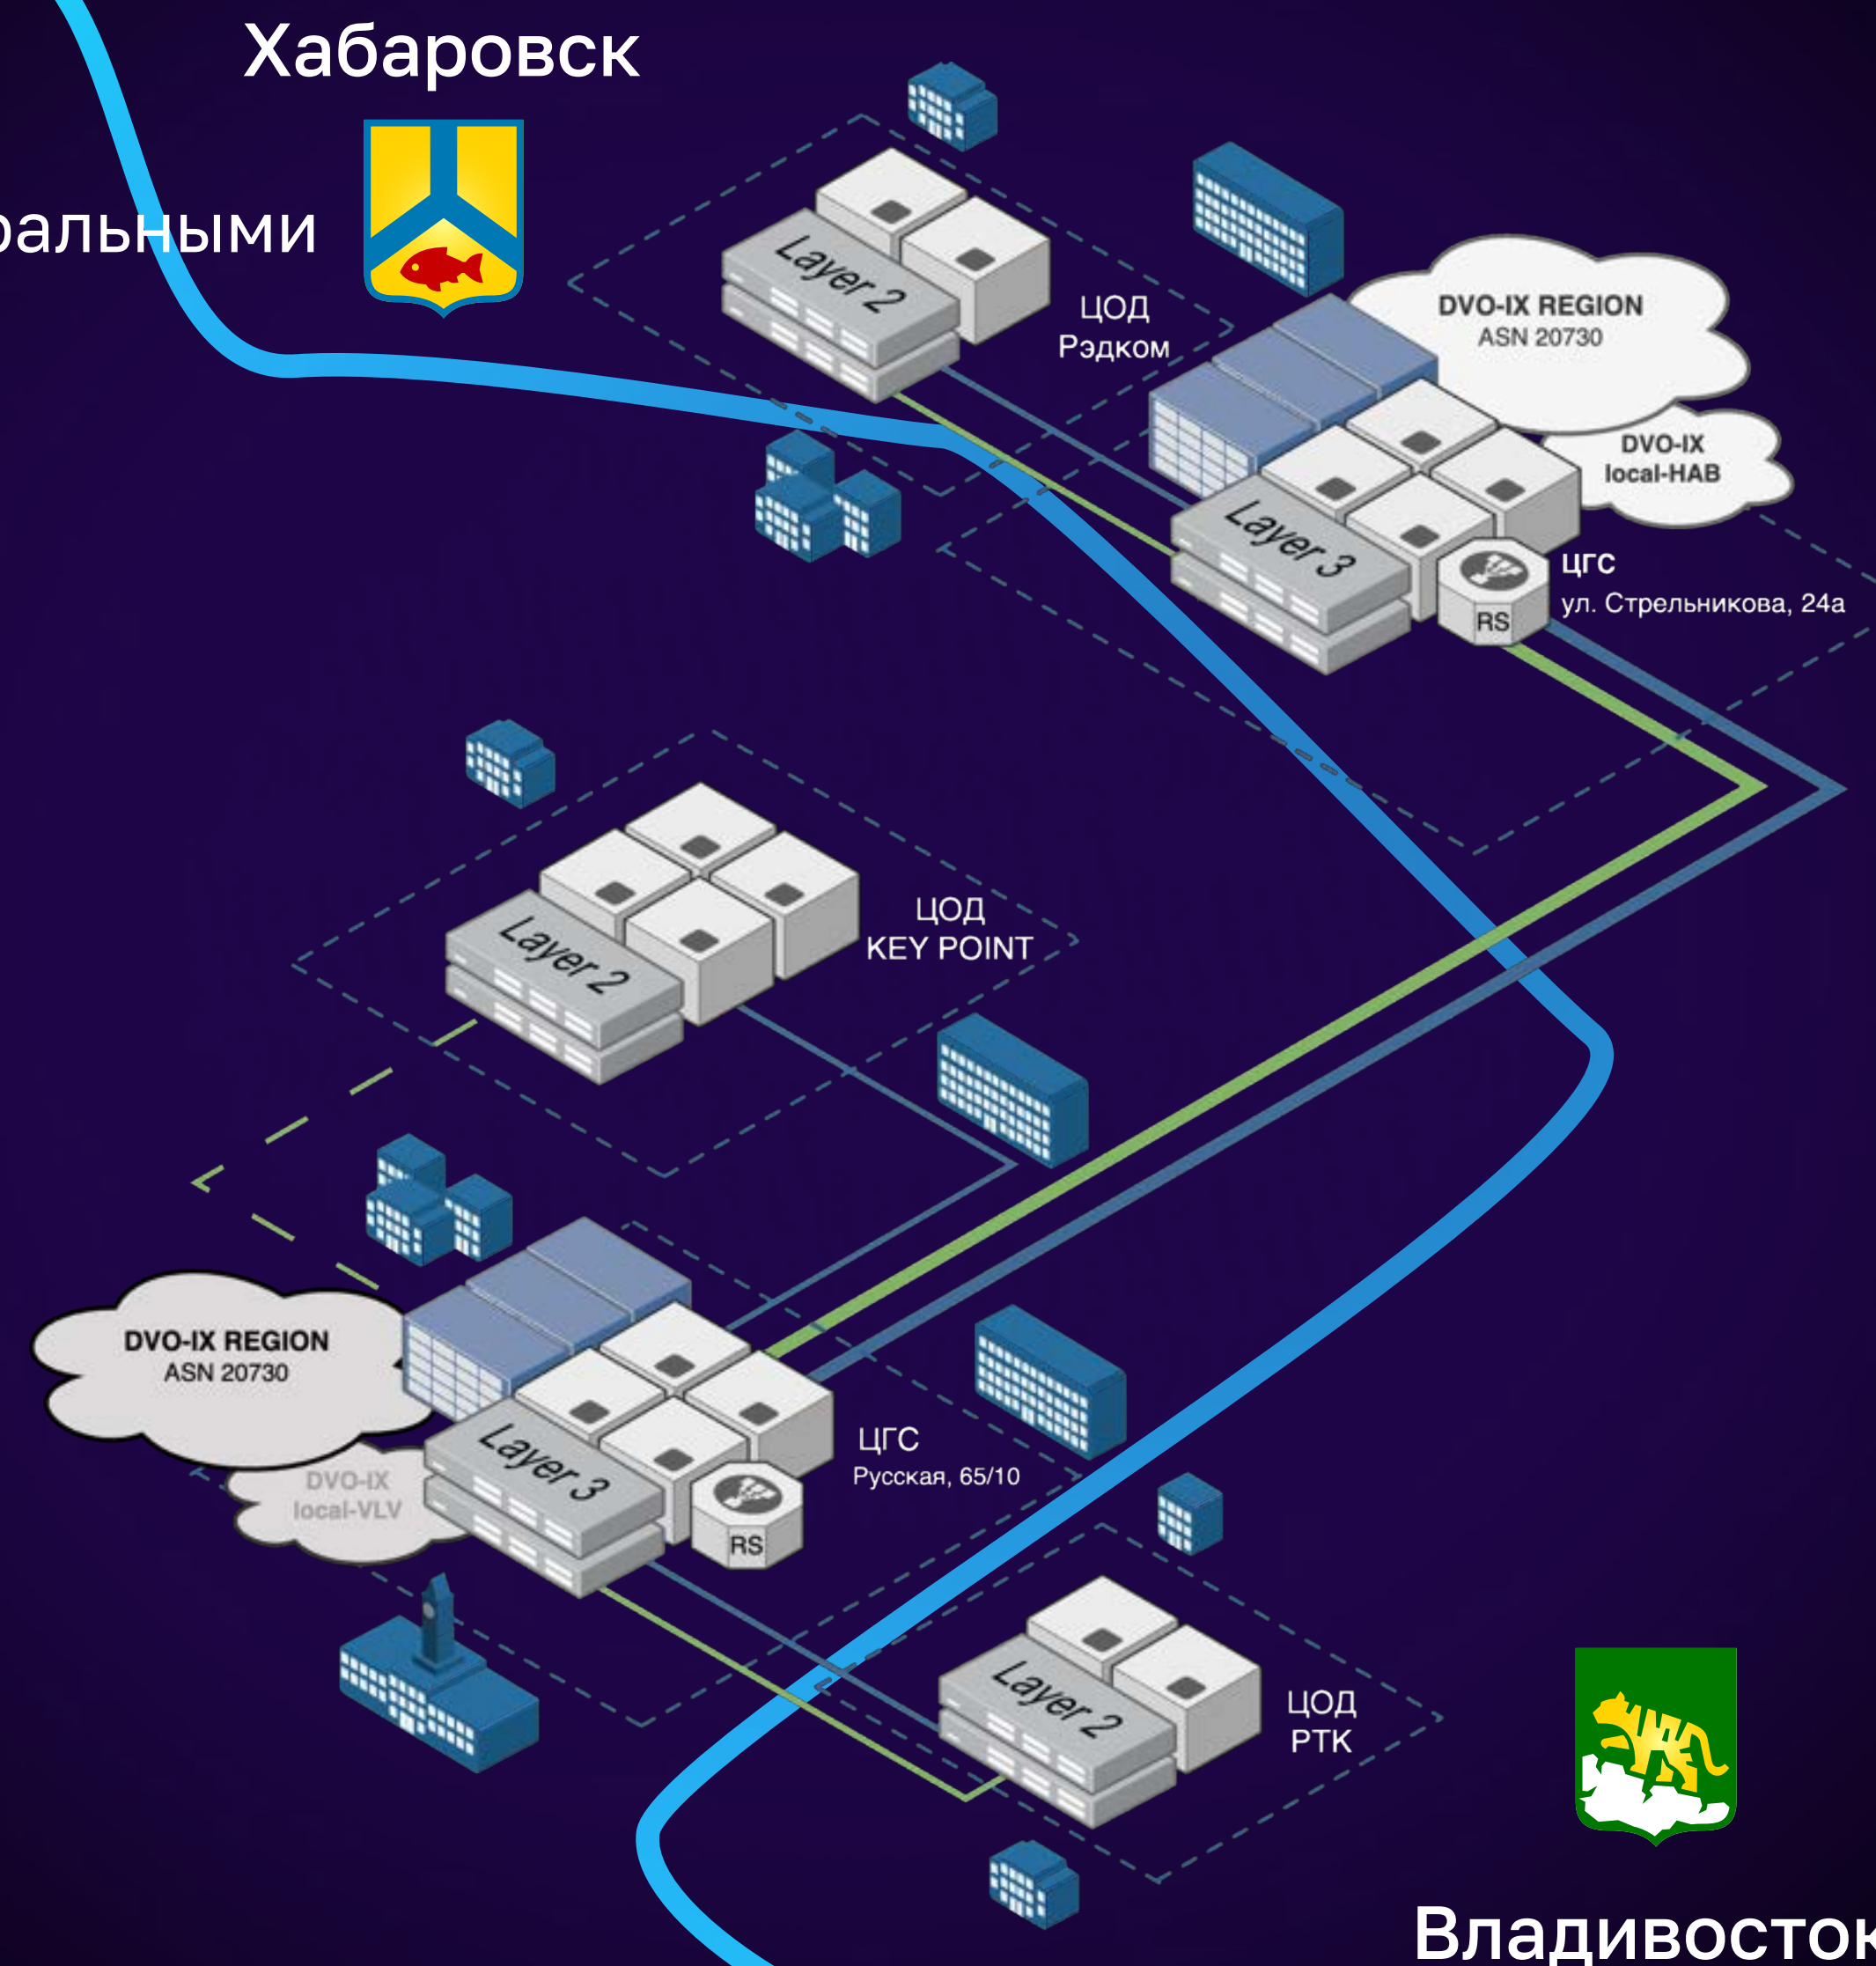 Хабаровск
ральными
Layer 2
ЦОД
Рэдком
DVO-IX REGION
ASN 20730
DVO-IX
local-HAB
Layer 3
RS
ЦГС
ул. Стрельникова, 24а
Layer 2
ЦОД
KEY POINT
DVO-IX REGION
ASN 20730
DVO-IX
local-VLV
Layer 3
RS
ЦГС
Русская, 65/10
Layer 2
ЦОД
РТК
Владивосток